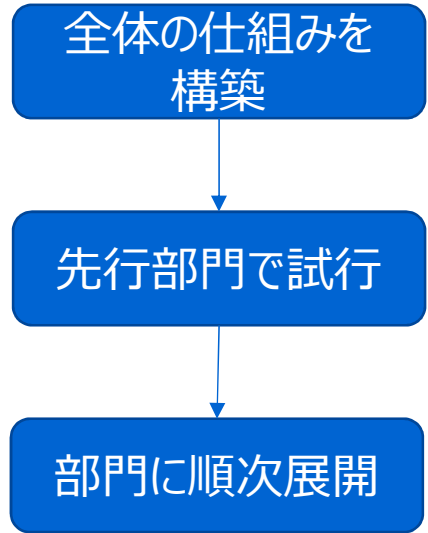 全体の仕組みを
構築
先行部門で試行
部門に順次展開